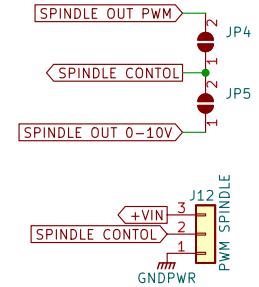 SPINDLE OUT PWM
2
JP4
1
SPINDLE CONTOL
2
JP5
1
SPINDLE OUT 0-10V
J12
+VIN
3
SPINDLE CONTOL
2
1
PWM SPINDLE
GNDPWR